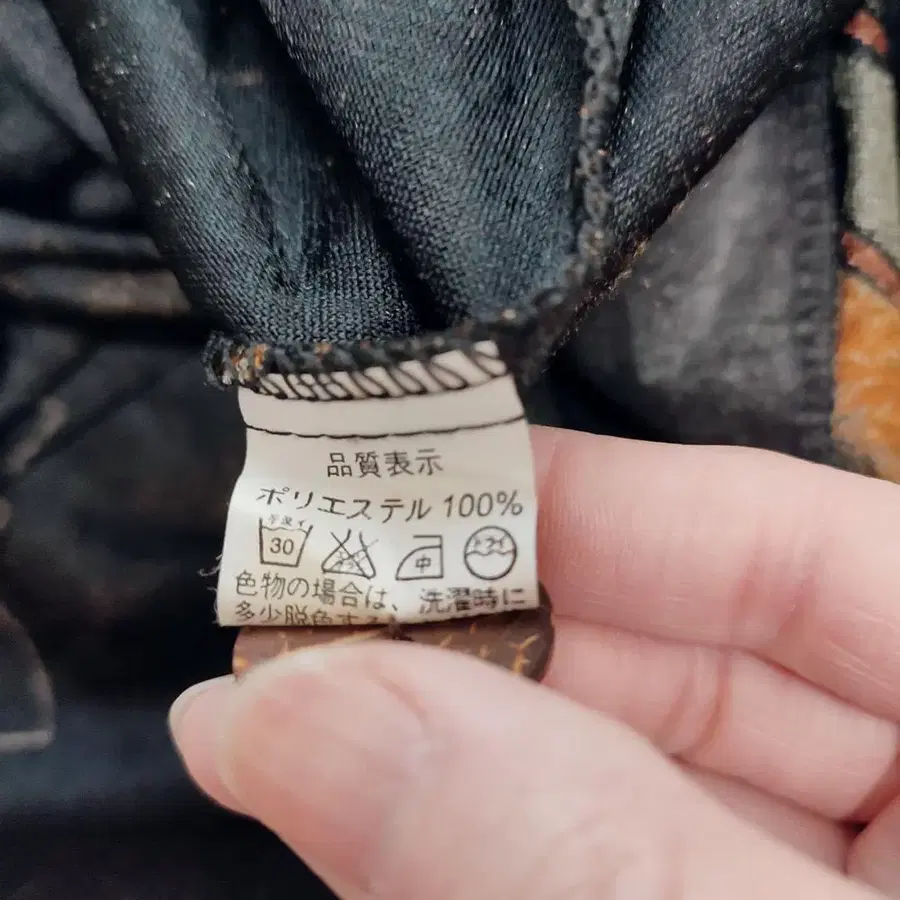 品質表示
ポリエステル 100%
手洗イ
30 中 ドライ
色物の場合は、洗濯時に
多少脱色する